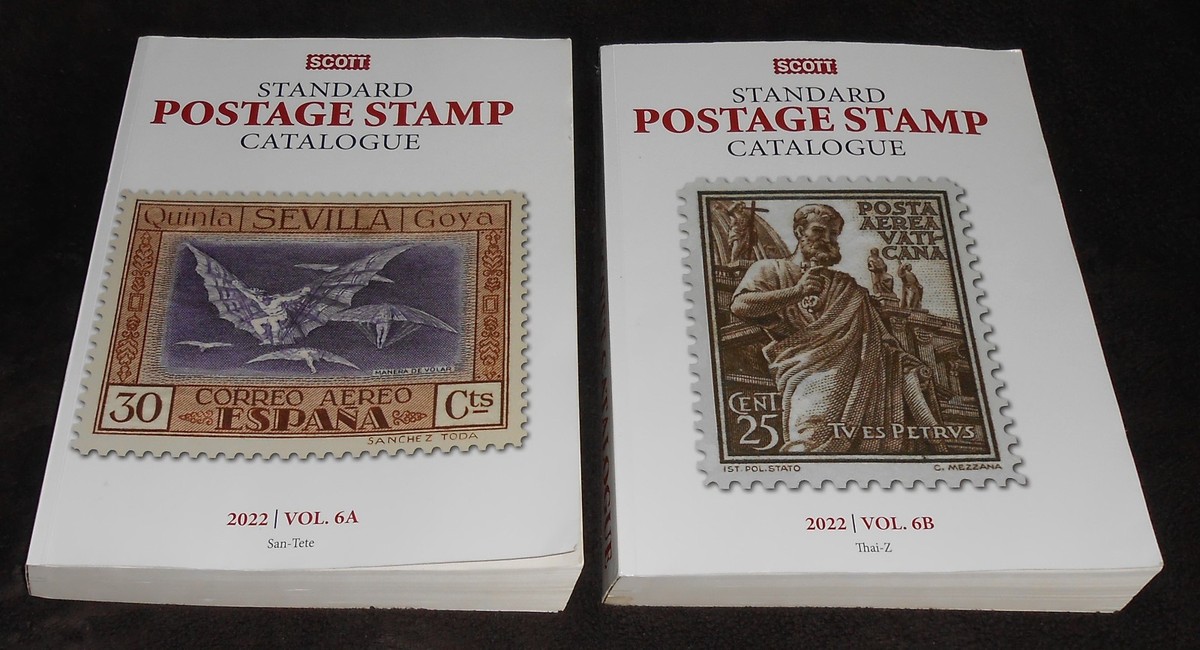 SCOTT
STANDARD
POSTAGE STAMP
CATALOGUE
Quinta SEVILLA Goya
MANERA DE VOLAR
30 CORREO AEREO Cts
ESPAÑA
SANCHEZ TODA
2022 | VOL. 6A
San-Tete
SCOTT
STANDARD
POSTAGE STAMP
CATALOGUE
POSTA
AEREA
VATI-
CANA
CENT
25 TV ES PETRVS
IST. POL. STATO C. MEZZANA
2022 | VOL. 6B
Thai-Z